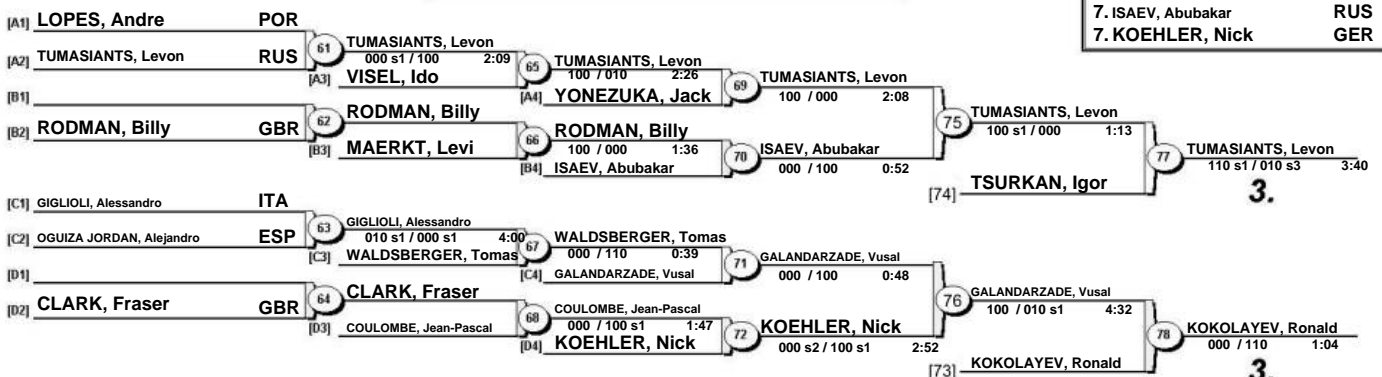 7. ISAEV, Abubakar RUS
7. KOEHLER, Nick GER
[A1] LOPES, Andre POR
61 TUMASIANTS, Levon
000 s1 / 100 2:09
[A2] TUMASIANTS, Levon RUS
[A3] VISEL, Ido
65 TUMASIANTS, Levon
100 / 010 2:26
[A4] YONEZUKA, Jack
69 TUMASIANTS, Levon
100 / 000 2:08
[B1]
62 RODMAN, Billy
[B2] RODMAN, Billy GBR
[B3] MAERKT, Levi
66 RODMAN, Billy
100 / 000 1:36
[B4] ISAEV, Abubakar
70 ISAEV, Abubakar
000 / 100 0:52
75 TUMASIANTS, Levon
100 s1 / 000 1:13
[74] TSURKAN, Igor
77 TUMASIANTS, Levon
110 s1 / 010 s3 3:40
3.
[C1] GIGLIOLI, Alessandro ITA
63 GIGLIOLI, Alessandro
010 s1 / 000 s1 4:00
[C2] OGUIZA JORDAN, Alejandro ESP
[C3] WALDSBERGER, Tomas
67 WALDSBERGER, Tomas
000 / 110 0:39
[C4] GALANDARZADE, Vusal
71 GALANDARZADE, Vusal
000 / 100 0:48
[D1]
64 CLARK, Fraser
[D2] CLARK, Fraser GBR
[D3] COULOMBE, Jean-Pascal
68 COULOMBE, Jean-Pascal
000 / 100 s1 1:47
[D4] KOEHLER, Nick
72 KOEHLER, Nick
000 s2 / 100 s1 2:52
76 GALANDARZADE, Vusal
100 / 010 s1 4:32
[73] KOKOLAYEV, Ronald
78 KOKOLAYEV, Ronald
000 / 110 1:04
3.